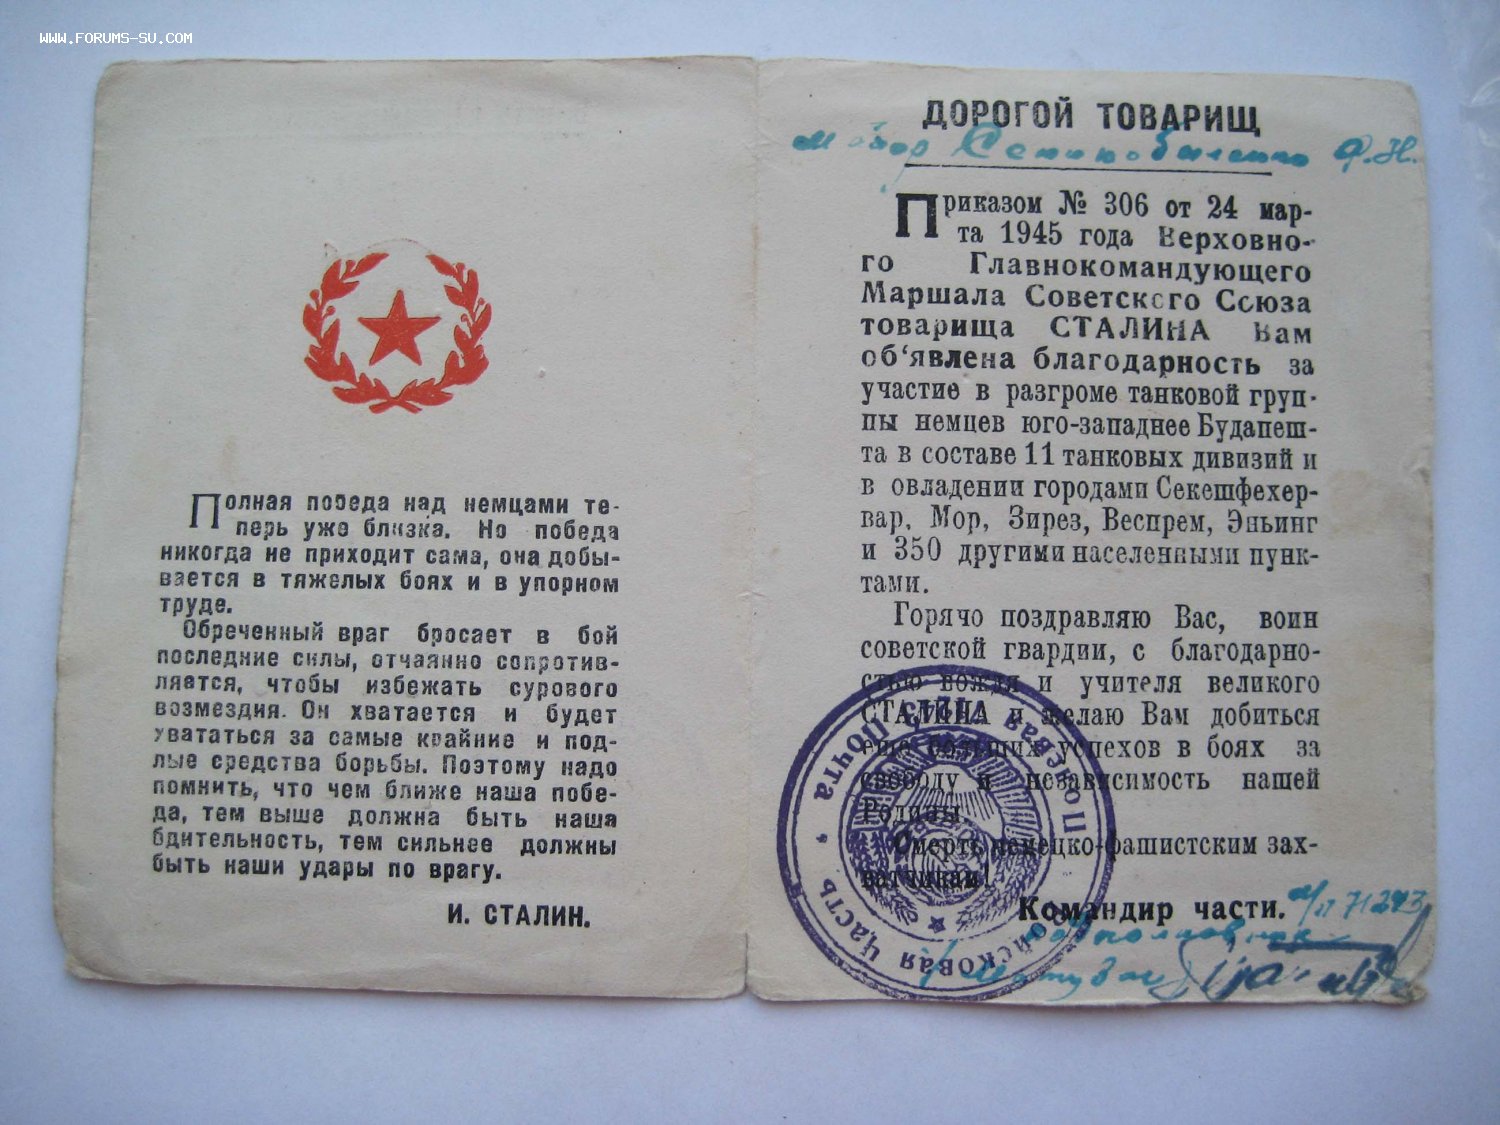 WWW.FORUMS-SU.COM
Полная победа над немцами те-
перь уже близка. Но победа
никогда не приходит сама, она добы-
вается в тяжелых боях и в упорном
труде.
Обреченный враг бросает в бой
последние силы, отчаянно сопротив-
ляется, чтобы избежать сурового
возмездия. Он хватается и будет
хвататься за самые крайние и под-
лые средства борьбы. Поэтому надо
помнить, что чем ближе наша побе-
да, тем выше должна быть наша
бдительность, тем сильнее должны
быть наши удары по врагу.
И. СТАЛИН.
ДОРОГОЙ ТОВАРИЩ
Майор
Приказом № 306 от 24 мар-
та 1945 года Верховно-
го Главнокомандующего
Маршала Советского Союза
товарища СТАЛИНА Вам
об‘явлена благодарность за
участие в разгроме танковой груп-
пы немцев юго-западнее Будапеш-
та в составе 11 танковых дивизий и
в овладении городами Секешфехер-
вар, Мор, Зирез, Веспрем, Эньинг
и 350 другими населенными пунк-
тами.
Горячо поздравляю Вас, воин
советской гвардии, с благодарно-
стью вождя и учителя великого
СТАЛИНА и желаю Вам добиться
еще больших успехов в боях за
свободу и независимость нашей
Родины.
Смерть немецко-фашистским зах-
ватчикам!
Командир части.
Войсковая часть Полевая Почта